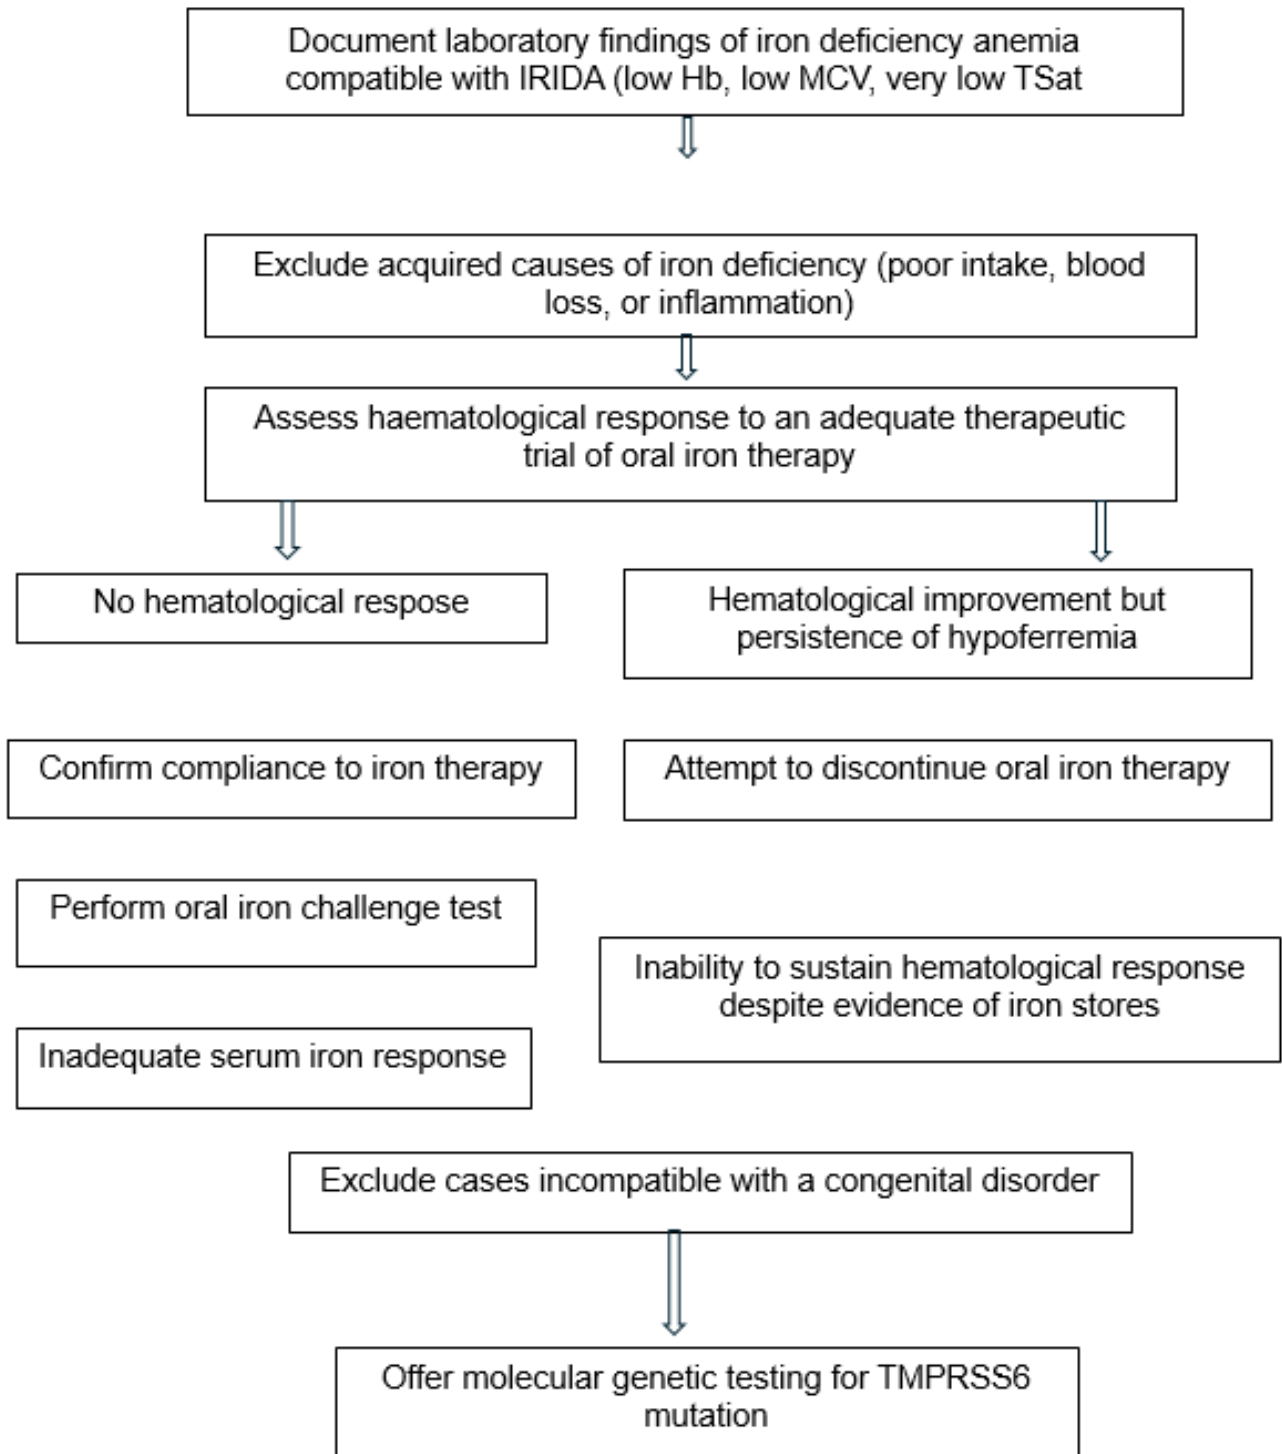 Document laboratory findings of iron deficiency anemia
compatible with IRIDA (low Hb, low MCV, very low TSat
Exclude acquired causes of iron deficiency (poor intake, blood
loss, or inflammation)
Assess haematological response to an adequate therapeutic
trial of oral iron therapy
No hematological respose
Hematological improvement but
persistence of hypoferremia
Confirm compliance to iron therapy
Attempt to discontinue oral iron therapy
Perform oral iron challenge test
Inability to sustain hematological response
despite evidence of iron stores
Inadequate serum iron response
Exclude cases incompatible with a congenital disorder
Offer molecular genetic testing for TMPRSS6
mutation